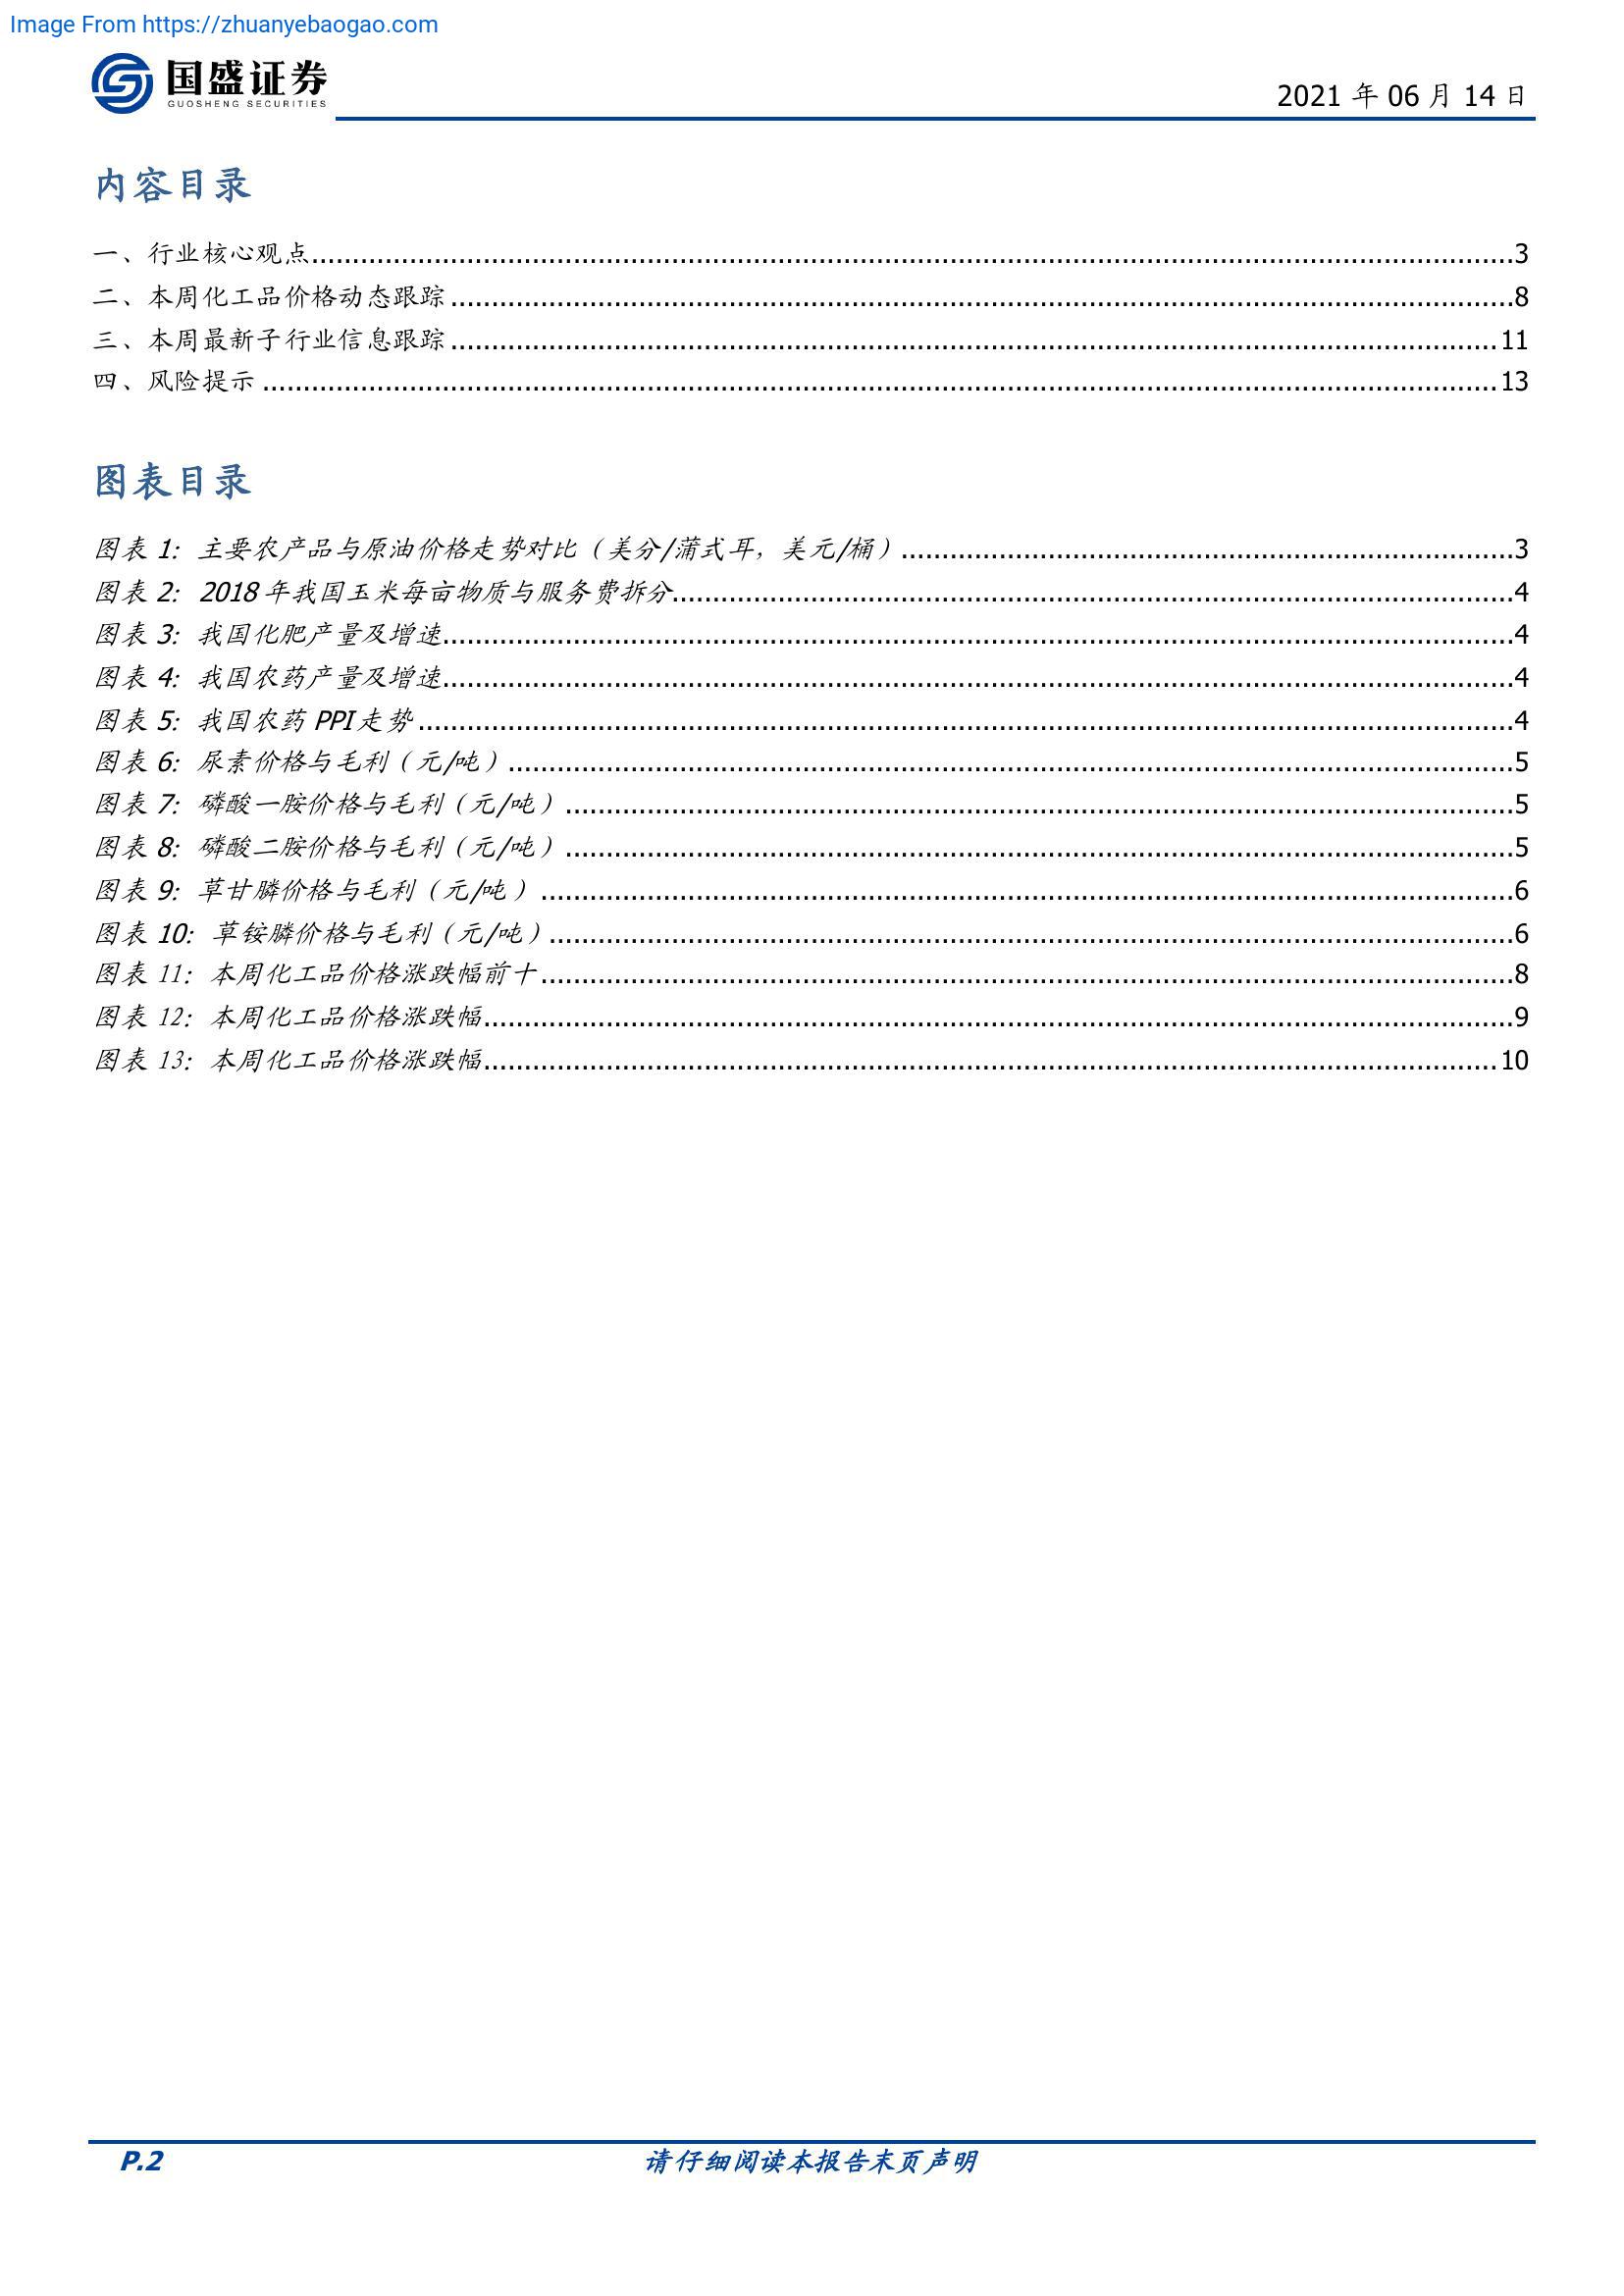 Image From https://zhuanyebaogao.com
国盛证券
GUOSHENG SECURITIES
2021 年 06 月 14 日
内容目录
一、行业核心观点........................................3
二、本周化工品价格动态跟踪........................................8
三、本周最新子行业信息跟踪........................................11
四、风险提示........................................13
图表目录
图表 1: 主要农产品与原油价格走势对比（美分/蒲式耳，美元/桶）........................................3
图表 2: 2018 年我国玉米每亩物质与服务费拆分........................................4
图表 3: 我国化肥产量及增速........................................4
图表 4: 我国农药产量及增速........................................4
图表 5: 我国农药 PPI 走势........................................4
图表 6: 尿素价格与毛利（元/吨）........................................5
图表 7: 磷酸一胺价格与毛利（元/吨）........................................5
图表 8: 磷酸二胺价格与毛利（元/吨）........................................5
图表 9: 草甘膦价格与毛利（元/吨）........................................6
图表 10: 草铵膦价格与毛利（元/吨）........................................6
图表 11: 本周化工品价格涨跌幅前十........................................8
图表 12: 本周化工品价格涨跌幅........................................9
图表 13: 本周化工品价格涨跌幅........................................10
P.2
请仔细阅读本报告末页声明